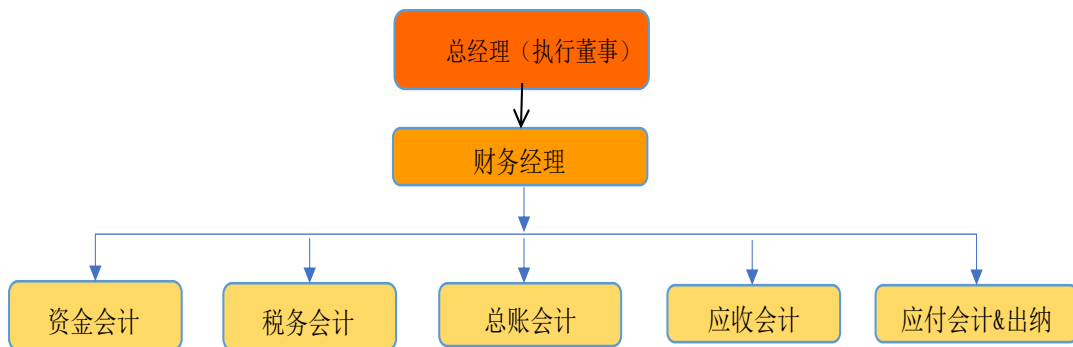 总经理（执行董事）
财务经理
资金会计
税务会计
总账会计
应收会计
应付会计&出纳